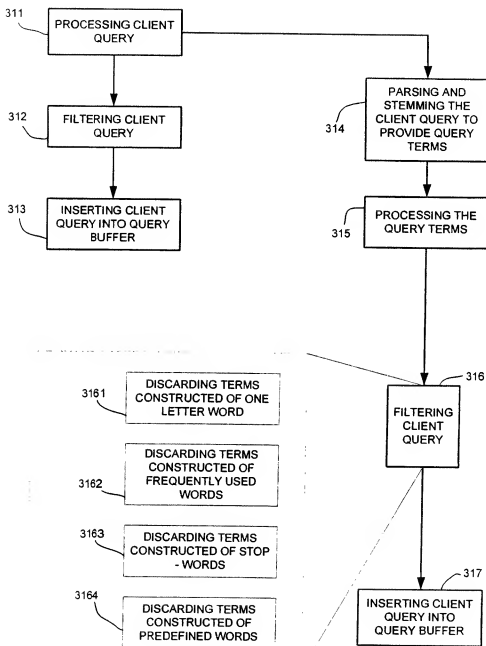 311
PROCESSING CLIENT
QUERY
312
FILTERING CLIENT
QUERY
313
INSERTING CLIENT
QUERY INTO QUERY
BUFFER
314
PARSING AND
STEMMING THE
CLIENT QUERY TO
PROVIDE QUERY
TERMS
315
PROCESSING THE
QUERY TERMS
316
FILTERING
CLIENT
QUERY
3161
DISCARDING TERMS
CONSTRUCTED OF ONE
LETTER WORD
3162
DISCARDING TERMS
CONSTRUCTED OF
FREQUENTLY USED
WORDS
3163
DISCARDING TERMS
CONSTRUCTED OF STOP
- WORDS
3164
DISCARDING TERMS
CONSTRUCTED OF
PREDEFINED WORDS
317
INSERTING CLIENT
QUERY INTO
QUERY BUFFER